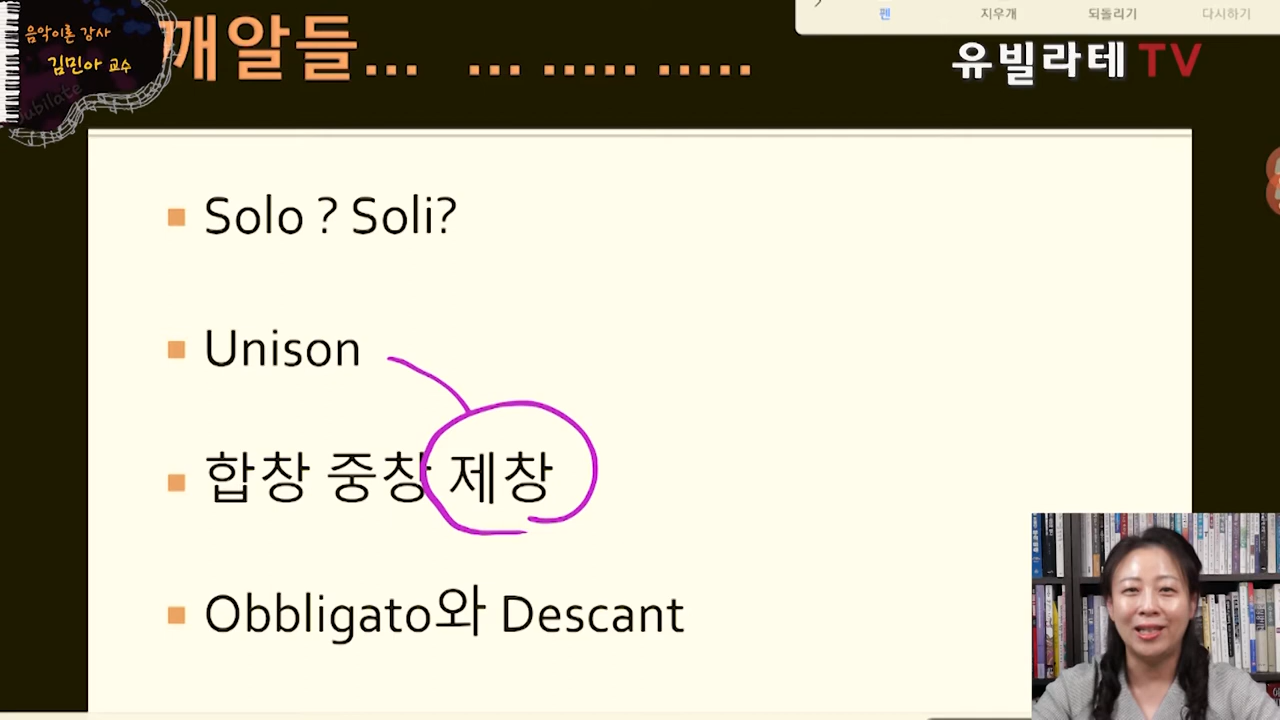 음악이론 강사
김민아 교수
Jubilate
깨알들... ... ..... .....
펜 지우개 되돌리기 다시하기
유빌라테 TV
Solo ? Soli?
Unison
합창 중창 제창
Obbligato와 Descant